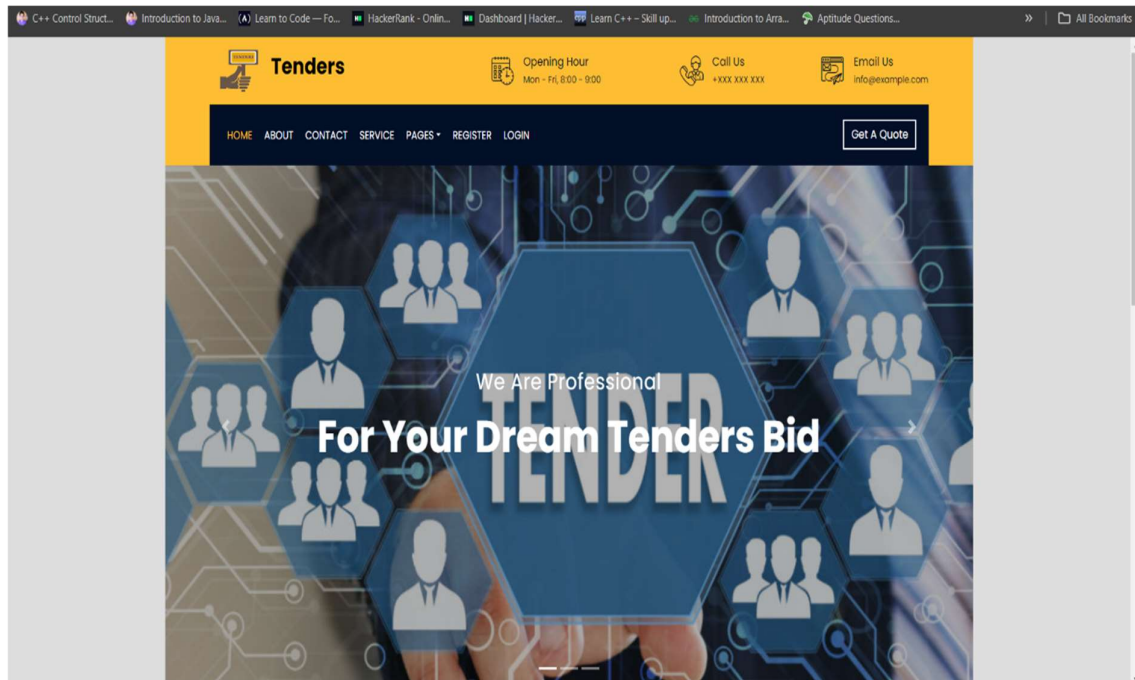 C++ Control Struct...
Introduction to Java...
Learn to Code — Fo...
HackerRank - Onlin...
Dashboard | Hacker...
Learn C++ – Skill up...
Introduction to Arra...
Aptitude Questions...
»
All Bookmarks
TENDERS
Tenders
Opening Hour
Mon - Fri, 8:00 - 9:00
Call Us
+XXX XXX XXX
Email Us
info@example.com
HOME
ABOUT
CONTACT
SERVICE
PAGES
REGISTER
LOGIN
Get A Quote
We Are Professional
For Your Dream Tenders Bid
TENDER